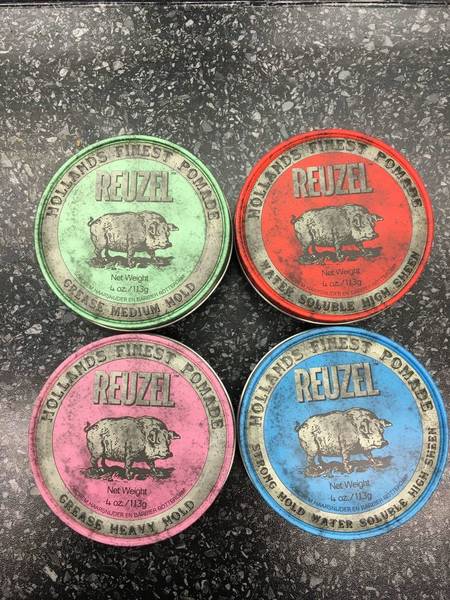 HOLLANDS FINEST POMADE
REUZEL
Net Weight
4 oz./113g
GREASE MEDIUM HOLD
HOLLANDS FINEST POMADE
REUZEL
Net Weight
4 oz./113g
WATER SOLUBLE HIGH SHEEN
HOLLANDS FINEST POMADE
REUZEL
Net Weight
4 oz./113g
GREASE HEAVY HOLD
HOLLANDS FINEST POMADE
REUZEL
Net Weight
4 oz./113g
STRONG HOLD WATER SOLUBLE HIGH SHEEN